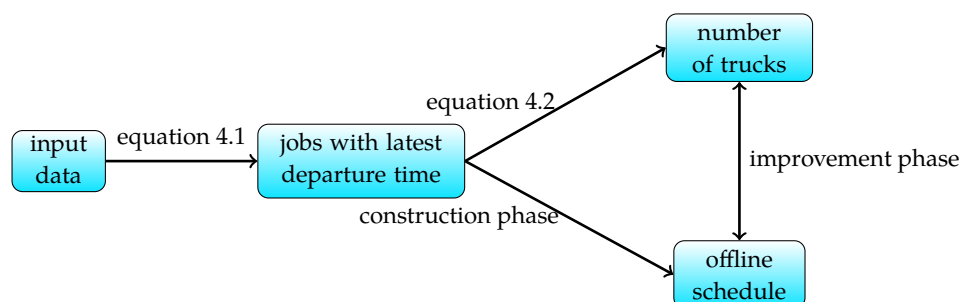 number
of trucks
equation 4.2
equation 4.1
input
data
jobs with latest
departure time
improvement phase
construction phase
offline
schedule